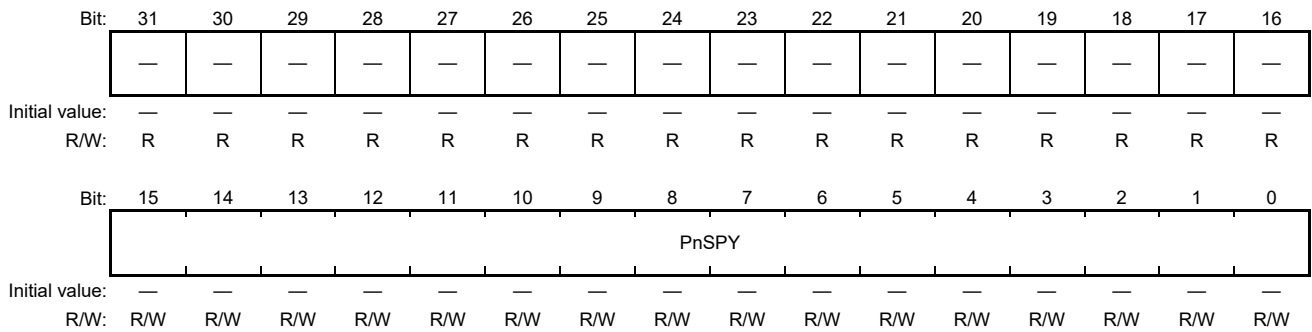 Bit: 31 30 29 28 27 26 25 24 23 22 21 20 19 18 17 16
— — — — — — — — — — — — — — — —
Initial value: — — — — — — — — — — — — — — — —
R/W: R R R R R R R R R R R R R R R R
Bit: 15 14 13 12 11 10 9 8 7 6 5 4 3 2 1 0
PnSPY
Initial value: — — — — — — — — — — — — — — — —
R/W: R/W R/W R/W R/W R/W R/W R/W R/W R/W R/W R/W R/W R/W R/W R/W R/W